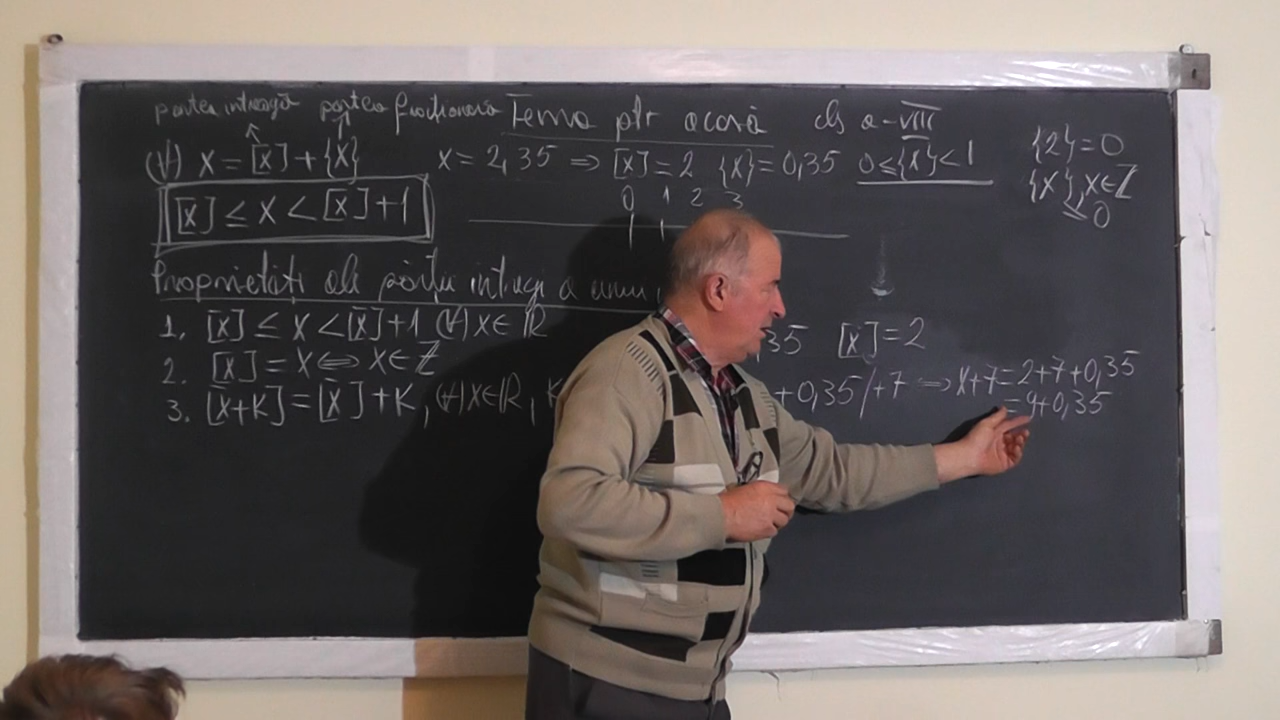 partea întreagă partea fracționară Tema ptr acasă cls a-VIII
(∀) x = [x] + {x} x = 2,35 ⇒ [x] = 2 {x} = 0,35 0 ≤ {x} < 1 {2} = 0
{x}, x∈Z
= 0
[x] ≤ x < [x] + 1 0 1 2 3
Proprietăți ale părții întregi a unui
1. [x] ≤ x < [x] + 1 (∀) x ∈ R ,35 [x] = 2
2. [x] = x ⇔ x ∈ Z
3. [x+K] = [x] + K, (∀) x∈R, K +0,35 /+7 ⇒ x+7 = 2+7+0,35
= 9+0,35